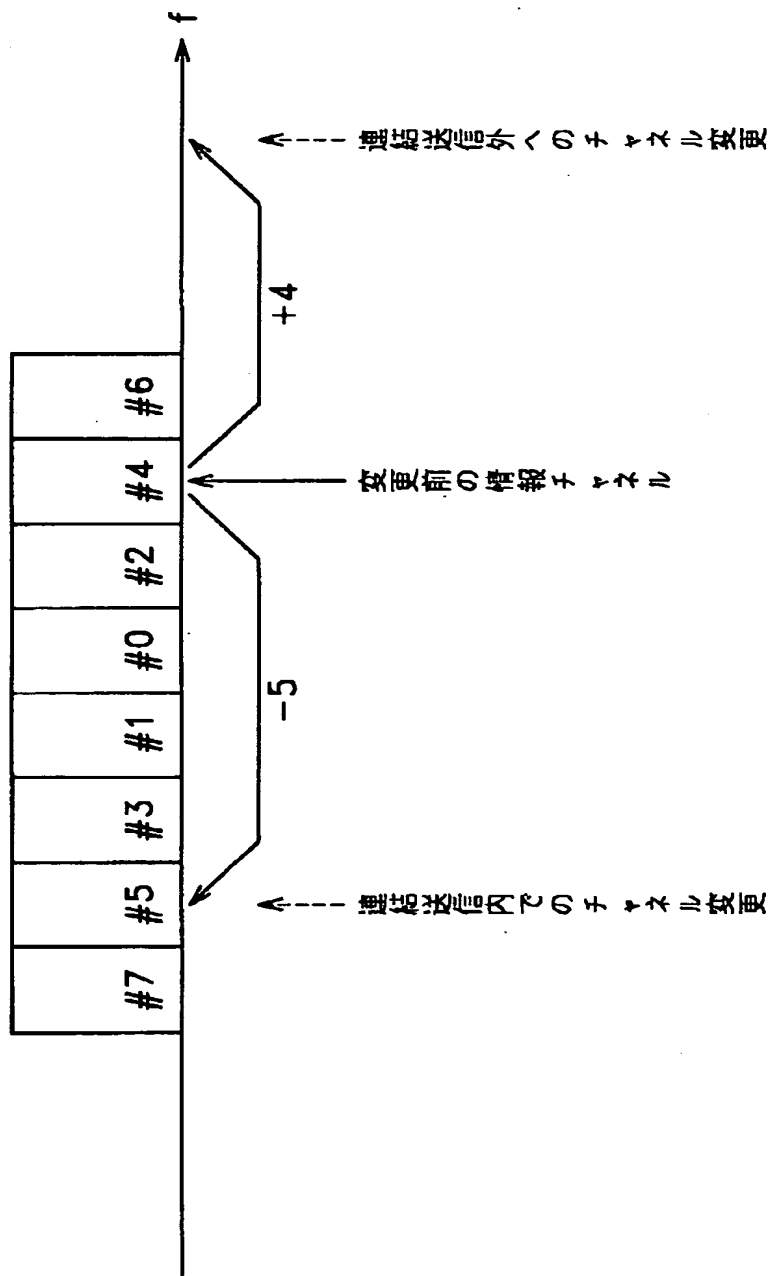 #7 #5 #3 #1 #0 #2 #4 #6
f
-5
+4
連結送信内でのチャネル変更
変更前の情報チャネル
連結送信外へのチャネル変更